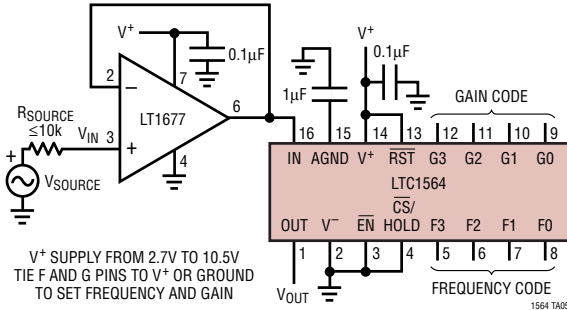 V+
V+
0.1µF
0.1µF
2
−
7
1µF
GAIN CODE
RSOURCE
≤10k
VIN
3
+
LT1677
6
4
16
15
14
13
12
11
10
9
IN
AGND
V+
RST
G3
G2
G1
G0
+
VSOURCE
LTC1564
OUT
V−
EN
CS/
HOLD
F3
F2
F1
F0
1
2
3
4
5
6
7
8
V+ SUPPLY FROM 2.7V TO 10.5V
TIE F AND G PINS TO V+ OR GROUND
TO SET FREQUENCY AND GAIN
VOUT
FREQUENCY CODE
1564 TA05